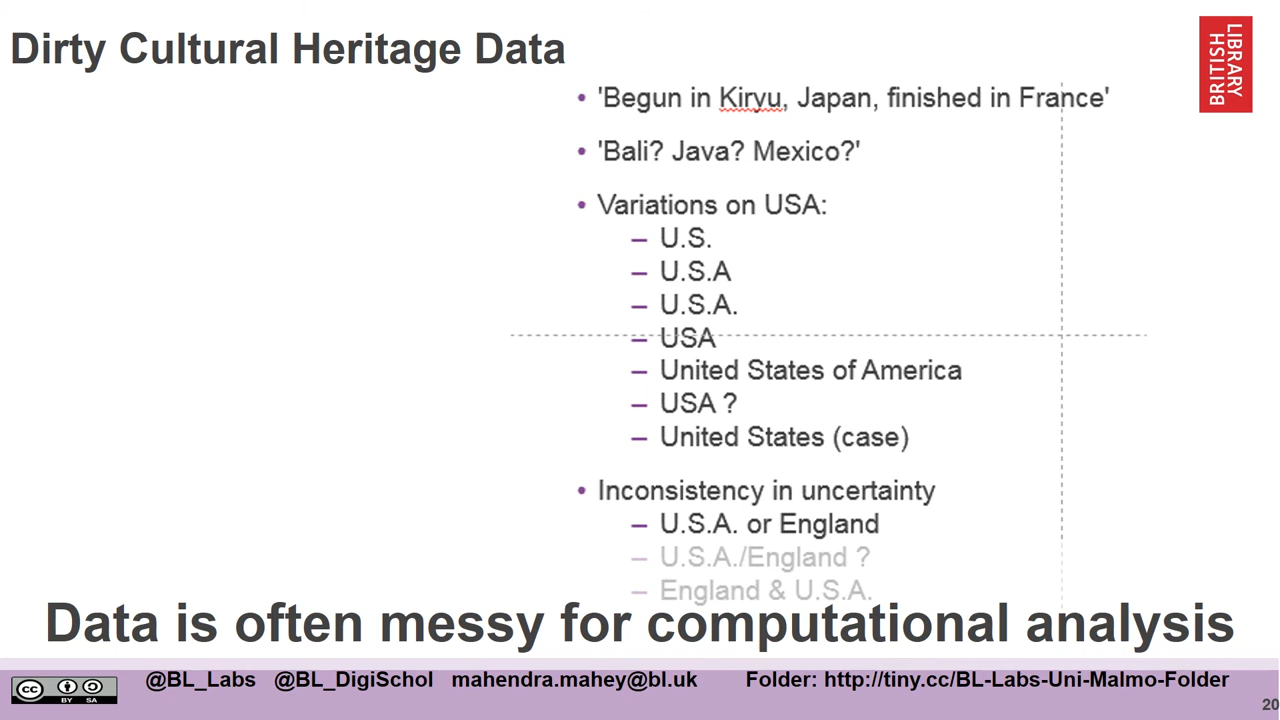 Dirty Cultural Heritage Data
LIBRARY
BRITISH
• 'Begun in Kiryu, Japan, finished in France'
• 'Bali? Java? Mexico?'
• Variations on USA:
– U.S.
– U.S.A
– U.S.A.
– USA
– United States of America
– USA ?
– United States (case)
• Inconsistency in uncertainty
– U.S.A. or England
– U.S.A./England ?
– England & U.S.A.
Data is often messy for computational analysis
@BL_Labs @BL_DigiSchol mahendra.mahey@bl.uk Folder: http://tiny.cc/BL-Labs-Uni-Malmo-Folder
cc
BY SA
20